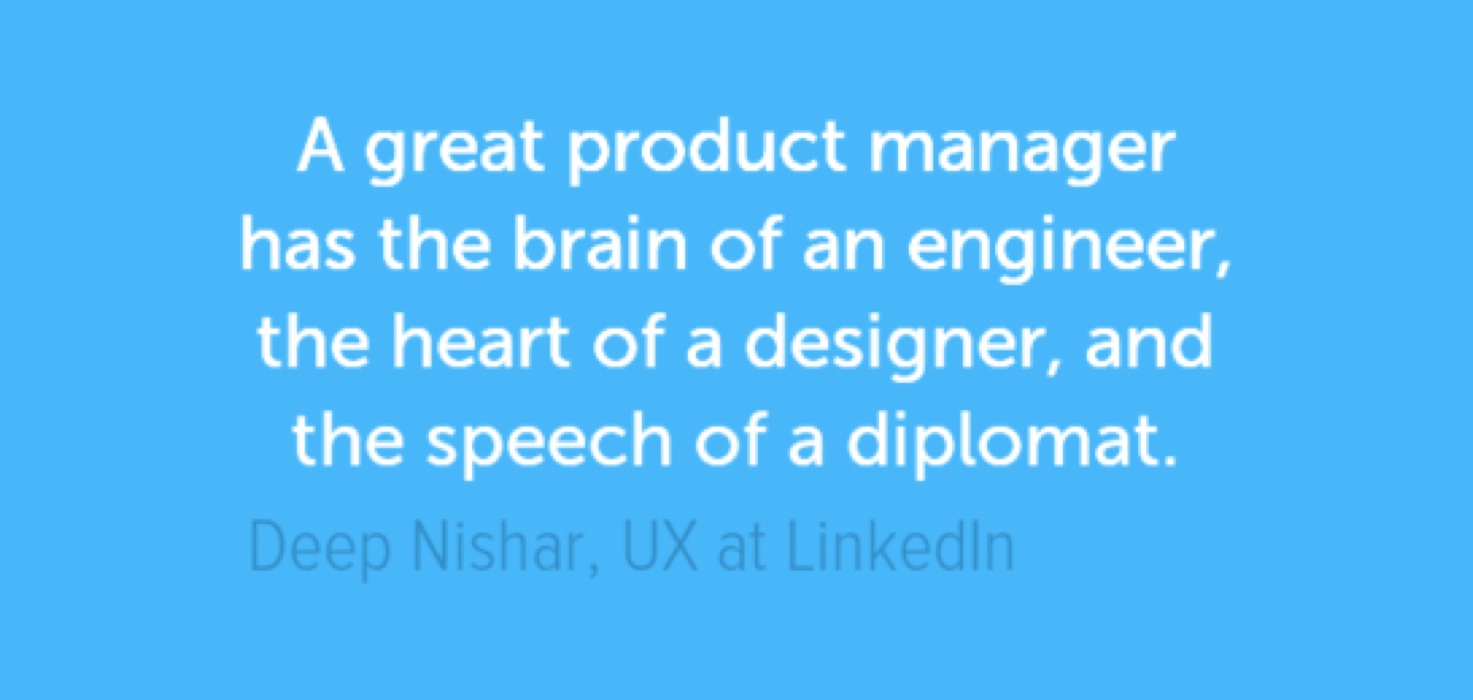 A great product manager
has the brain of an engineer,
the heart of a designer, and
the speech of a diplomat.
Deep Nishar, UX at LinkedIn